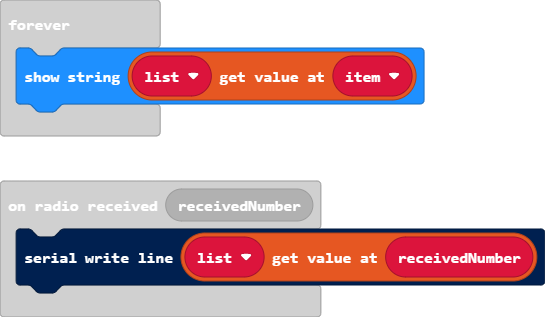 forever
show string list get value at item
on radio received receivedNumber
serial write line list get value at receivedNumber